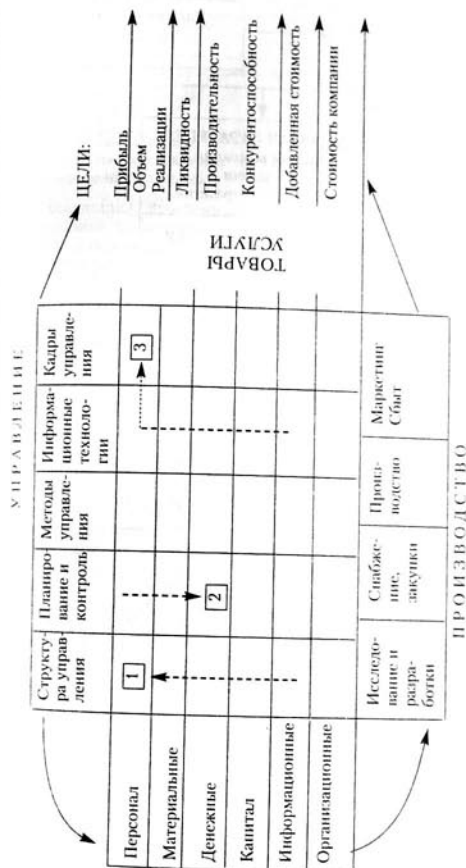 УПРАВЛЕНИЕ
Структу-
ра управ-
ления
Планиро-
вание и
контроль
Методы
управле-
ния
Информа-
ционные
техноло-
гии
Кадры
управле-
ния
ЦЕЛИ:
Персонал
1
3
Прибыль
Объем
Реализации
Материальные
Ликвидность
Денежные
2
Производительность
Капитал
Конкурентоспособность
Информационные
Добавленная стоимость
Организационные
Стоимость компании
ТОВАРЫ
УСЛУГИ
Исследо-
вание и
разра-
ботки
Снабже-
ние,
закупки
Произ-
водство
Маркетинг
Сбыт
ПРОИЗВОДСТВО